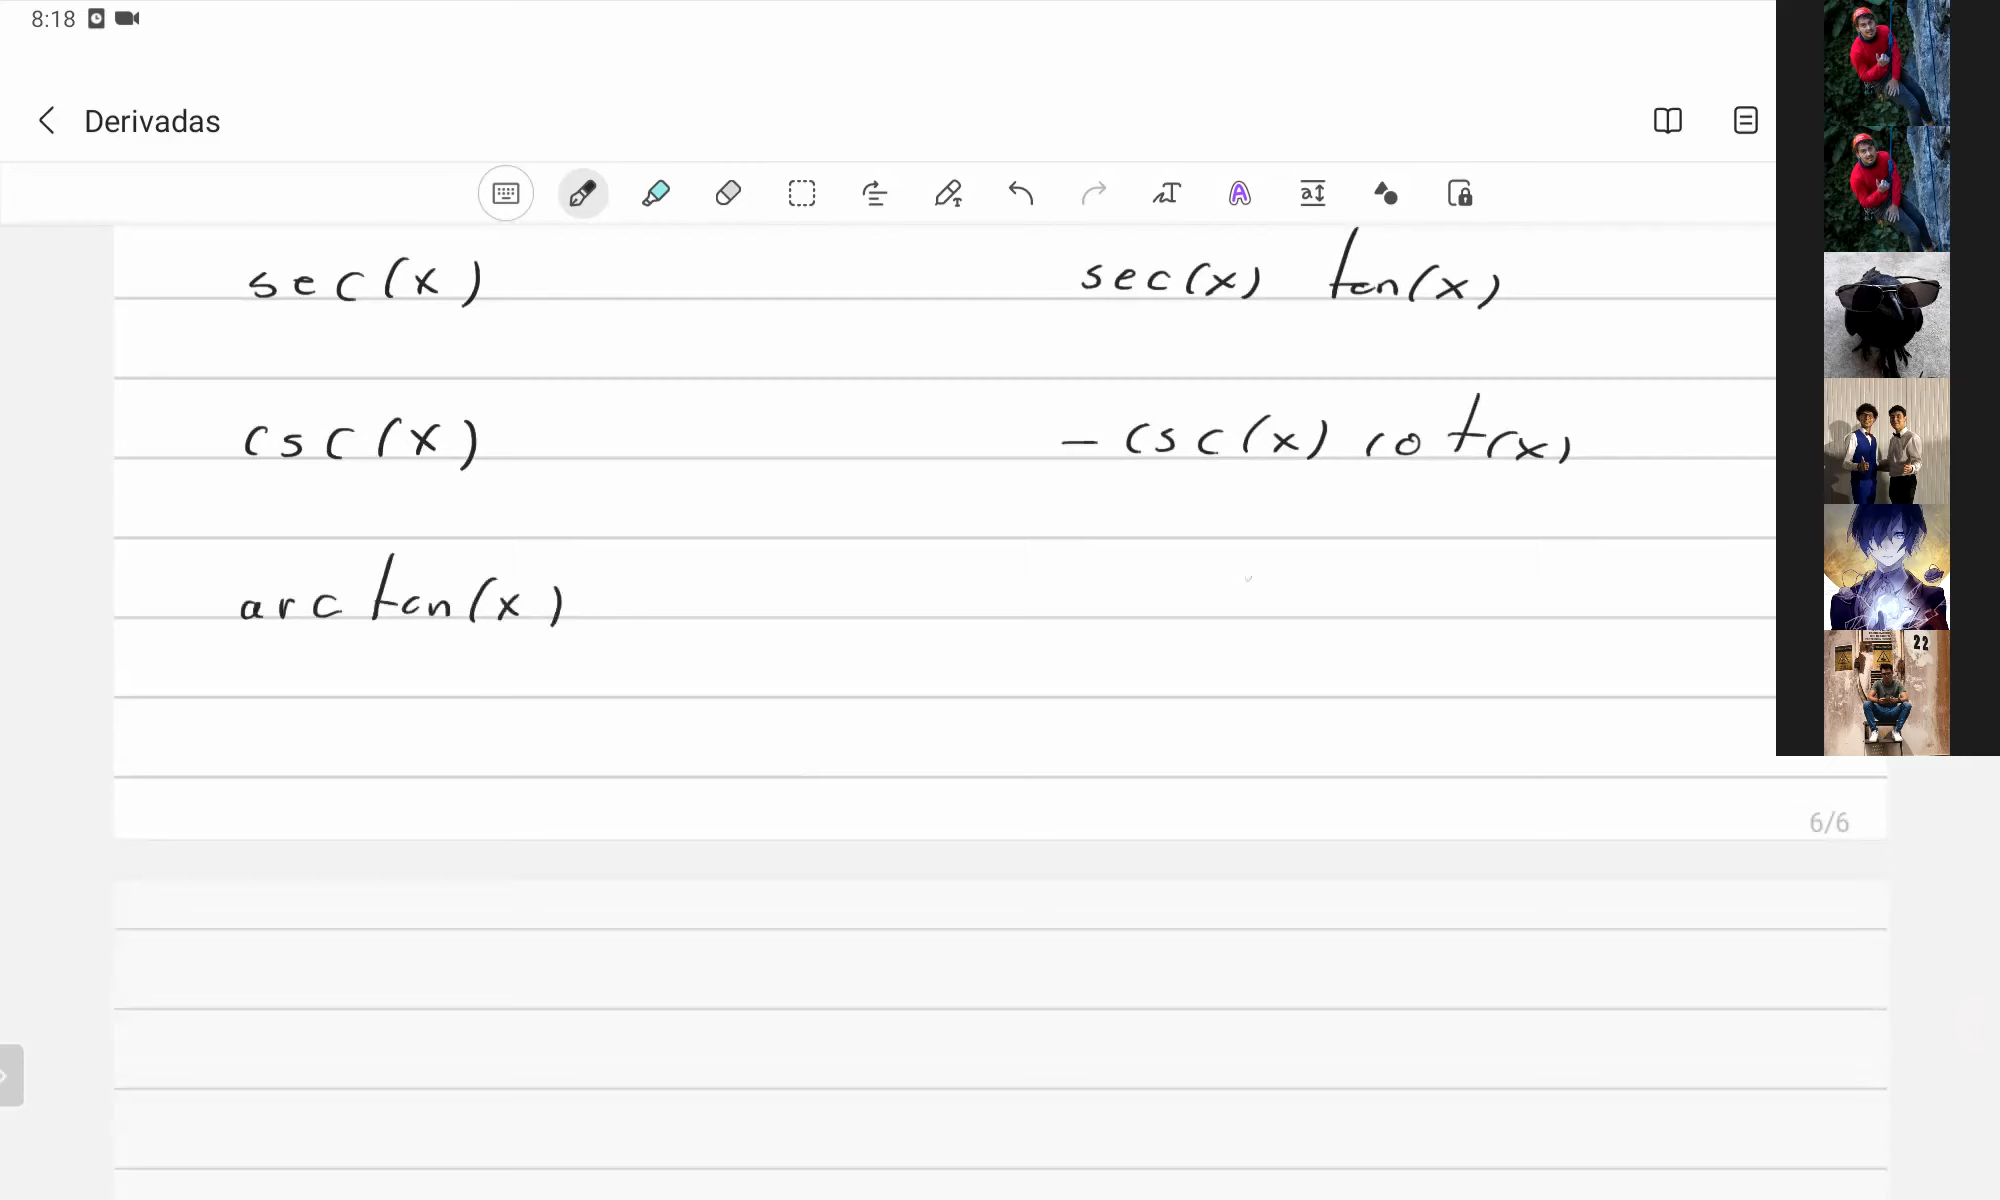 8:18
Derivadas
sec(x) sec(x) tan(x)
csc(x) - csc(x) cot(x)
arctan(x)
6/6
22